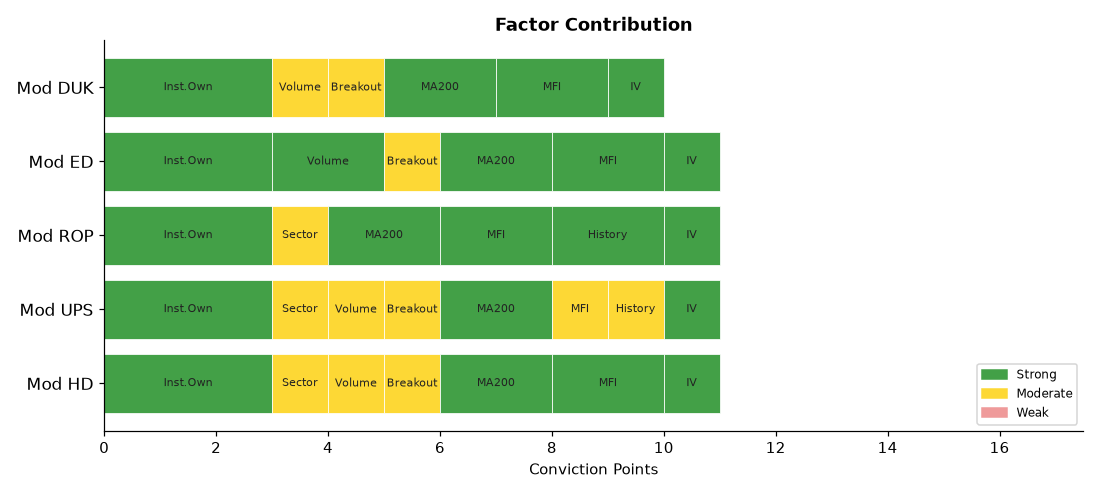 Factor Contribution
Mod DUK Inst.Own Volume Breakout MA200 MFI IV
Mod ED Inst.Own Volume Breakout MA200 MFI IV
Mod ROP Inst.Own Sector MA200 MFI History IV
Mod UPS Inst.Own Sector Volume Breakout MA200 MFI History IV
Mod HD Inst.Own Sector Volume Breakout MA200 MFI IV
Strong
Moderate
Weak
0 2 4 6 8 10 12 14 16
Conviction Points